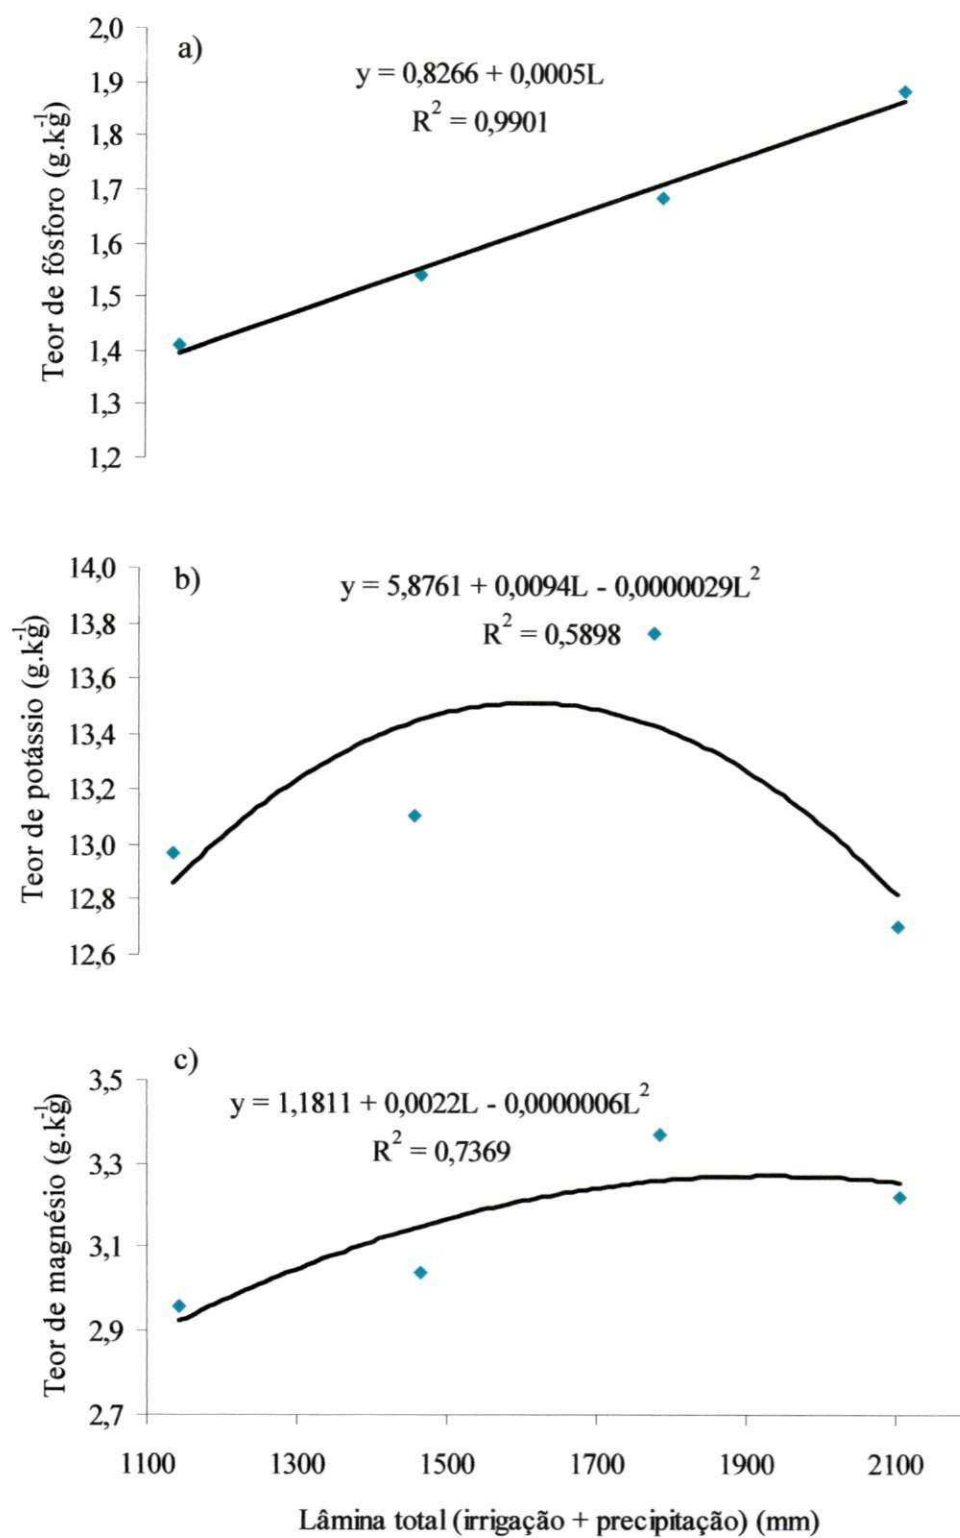 a)
y = 0,8266 + 0,0005L
R² = 0,9901
Teor de fósforo (g.kg⁻¹)
2,0
1,9
1,8
1,7
1,6
1,5
1,4
1,3
1,2
b)
y = 5,8761 + 0,0094L - 0,0000029L²
R² = 0,5898
Teor de potássio (g.kg⁻¹)
14,0
13,8
13,6
13,4
13,2
13,0
12,8
12,6
c)
y = 1,1811 + 0,0022L - 0,0000006L²
R² = 0,7369
Teor de magnésio (g.kg⁻¹)
3,5
3,3
3,1
2,9
2,7
1100 1300 1500 1700 1900 2100
Lâmina total (irrigação + precipitação) (mm)